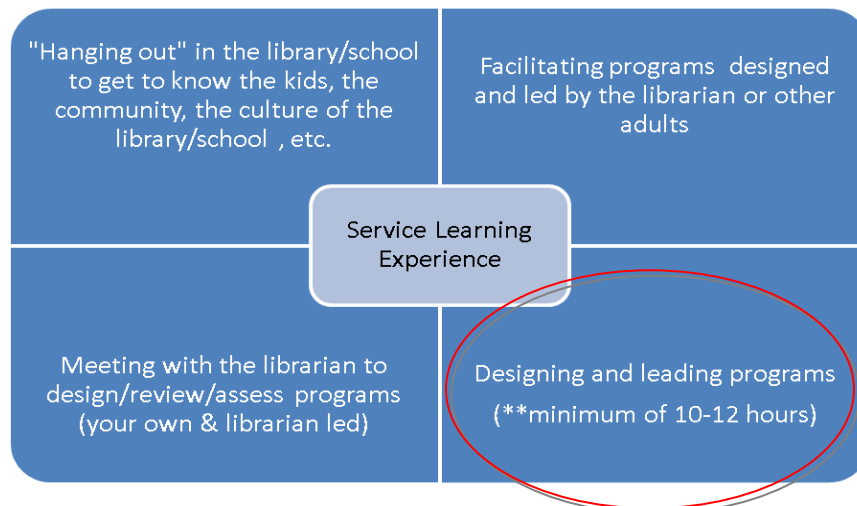 "Hanging out" in the library/school
to get to know the kids, the
community, the culture of the
library/school , etc.
Facilitating programs designed
and led by the librarian or other
adults
Service Learning
Experience
Meeting with the librarian to
design/review/assess programs
(your own & librarian led)
Designing and leading programs
(**minimum of 10-12 hours)